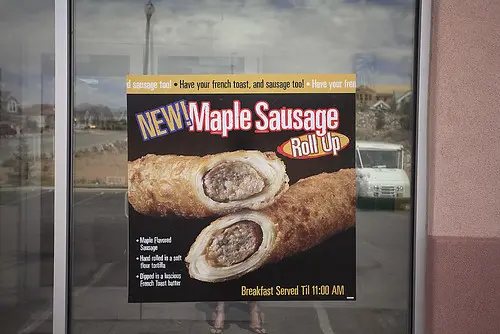 d sausage too! • Have your french toast, and sausage too! • Have your fren
NEW! Maple Sausage
Roll Up
• Maple Flavored
Sausage
• Hand rolled in a soft
flour tortilla
• Dipped in a luscious
French Toast batter
Breakfast Served Til 11:00 AM